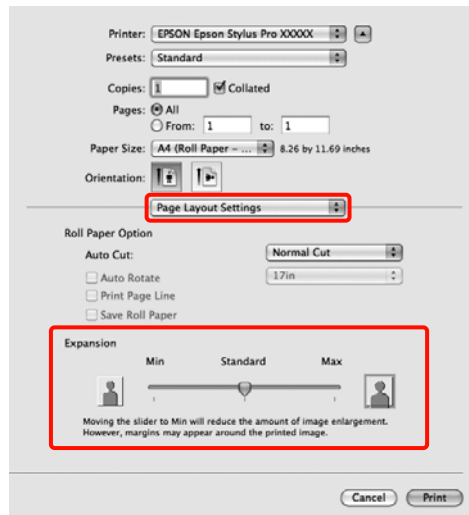 Printer: EPSON Epson Stylus Pro XXXXX
Presets: Standard
Copies: 1 Collated
Pages: All
From: 1 to: 1
Paper Size: A4 (Roll Paper – ... 8.26 by 11.69 inches
Orientation:
Page Layout Settings
Roll Paper Option
Auto Cut: Normal Cut
Auto Rotate 17in
Print Page Line
Save Roll Paper
Expansion
Min Standard Max
Moving the slider to Min will reduce the amount of image enlargement.
However, margins may appear around the printed image.
Cancel Print